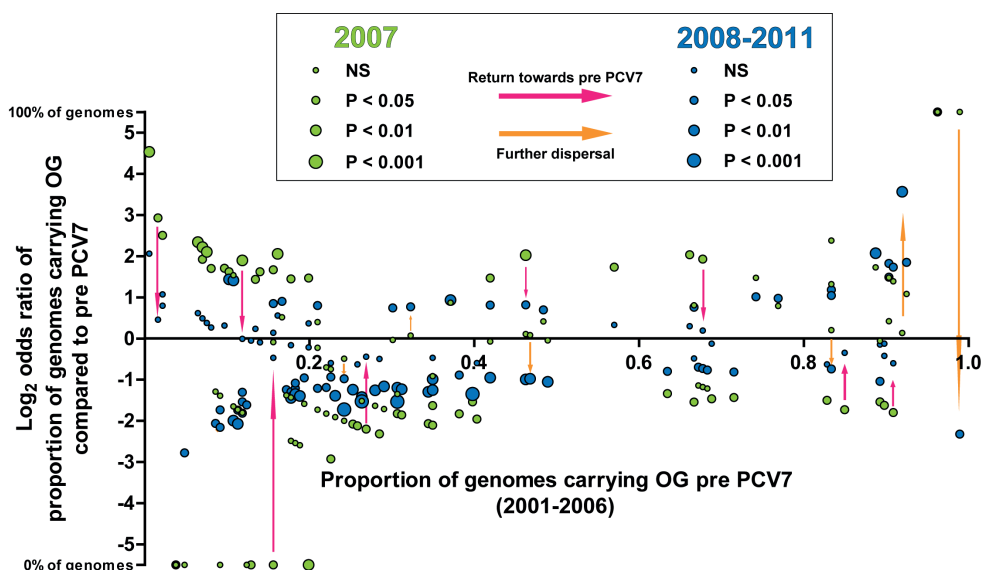 2007
2008-2011
NS
P < 0.05
P < 0.01
P < 0.001
Return towards pre PCV7
Further dispersal
NS
P < 0.05
P < 0.01
P < 0.001
Log2 odds ratio of
proportion of genomes carrying OG
compared to pre PCV7
100% of genomes
5
4
3
2
1
0
-1
-2
-3
-4
-5
0% of genomes
0.2
0.4
0.6
0.8
1.0
Proportion of genomes carrying OG pre PCV7
(2001-2006)